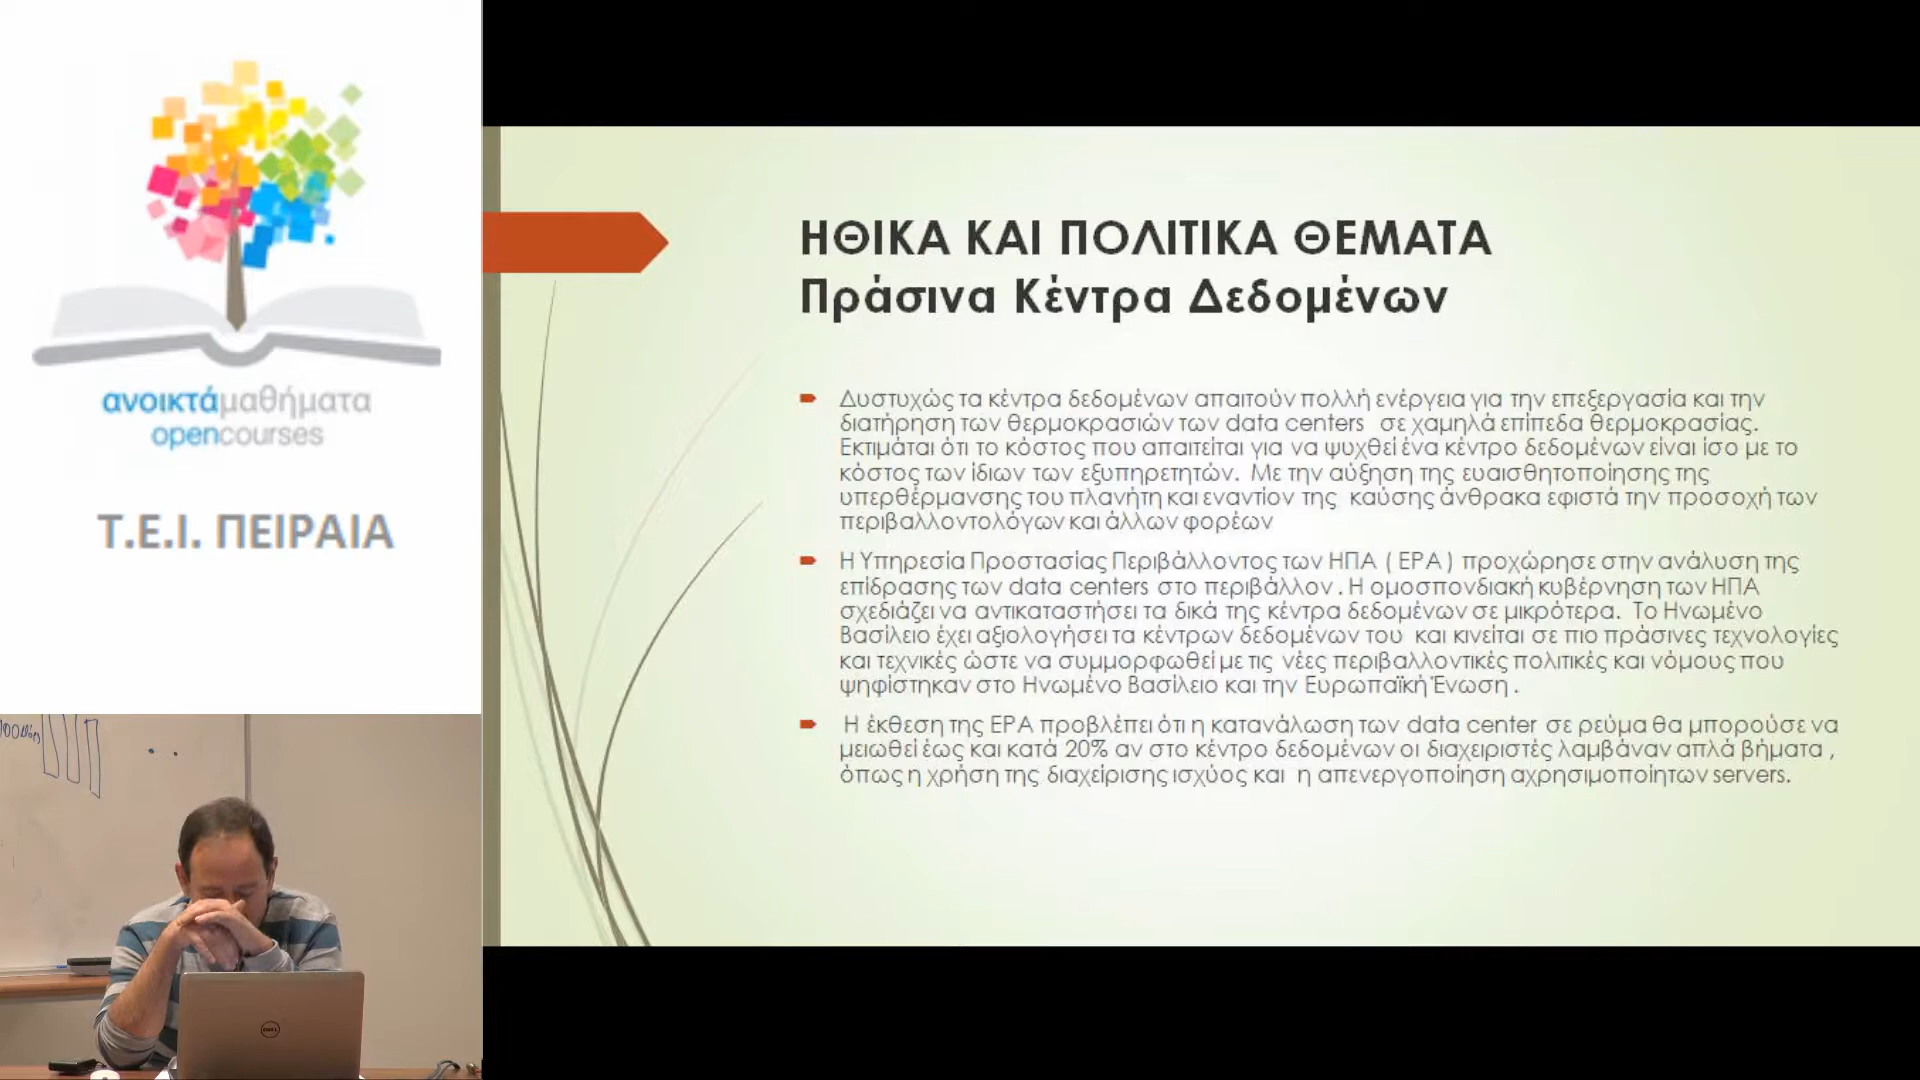 ανοικτάμαθήματα
opencourses
Τ.Ε.Ι. ΠΕΙΡΑΙΑ
ΗΘΙΚΑ ΚΑΙ ΠΟΛΙΤΙΚΑ ΘΕΜΑΤΑ
Πράσινα Κέντρα Δεδομένων
Δυστυχώς τα κέντρα δεδομένων απαιτούν πολλή ενέργεια για την επεξεργασία και την
διατήρηση των θερμοκρασιών των data centers σε χαμηλά επίπεδα θερμοκρασίας.
Εκτιμάται ότι το κόστος που απαιτείται για να ψυχθεί ένα κέντρο δεδομένων είναι ίσο με το
κόστος των ίδιων των εξυπηρετητών. Με την αύξηση της ευαισθητοποίησης της
υπερθέρμανσης του πλανήτη και εναντίον της καύσης άνθρακα εφιστά την προσοχή των
περιβαλλοντολόγων και άλλων φορέων
Η Υπηρεσία Προστασίας Περιβάλλοντος των ΗΠΑ ( EPA ) προχώρησε στην ανάλυση της
επίδρασης των data centers στο περιβάλλον . Η ομοσπονδιακή κυβέρνηση των ΗΠΑ
σχεδιάζει να αντικαταστήσει τα δικά της κέντρα δεδομένων σε μικρότερα. Το Ηνωμένο
Βασίλειο έχει αξιολογήσει τα κέντρων δεδομένων του και κινείται σε πιο πράσινες τεχνολογίες
και τεχνικές ώστε να συμμορφωθεί με τις νέες περιβαλλοντικές πολιτικές και νόμους που
ψηφίστηκαν στο Ηνωμένο Βασίλειο και την Ευρωπαϊκή Ένωση .
Η έκθεση της EPA προβλέπει ότι η κατανάλωση των data center σε ρεύμα θα μπορούσε να
μειωθεί έως και κατά 20% αν στο κέντρο δεδομένων οι διαχειριστές λαμβάναν απλά βήματα ,
όπως η χρήση της διαχείρισης ισχύος και η απενεργοποίηση αχρησιμοποίητων servers.
DELL